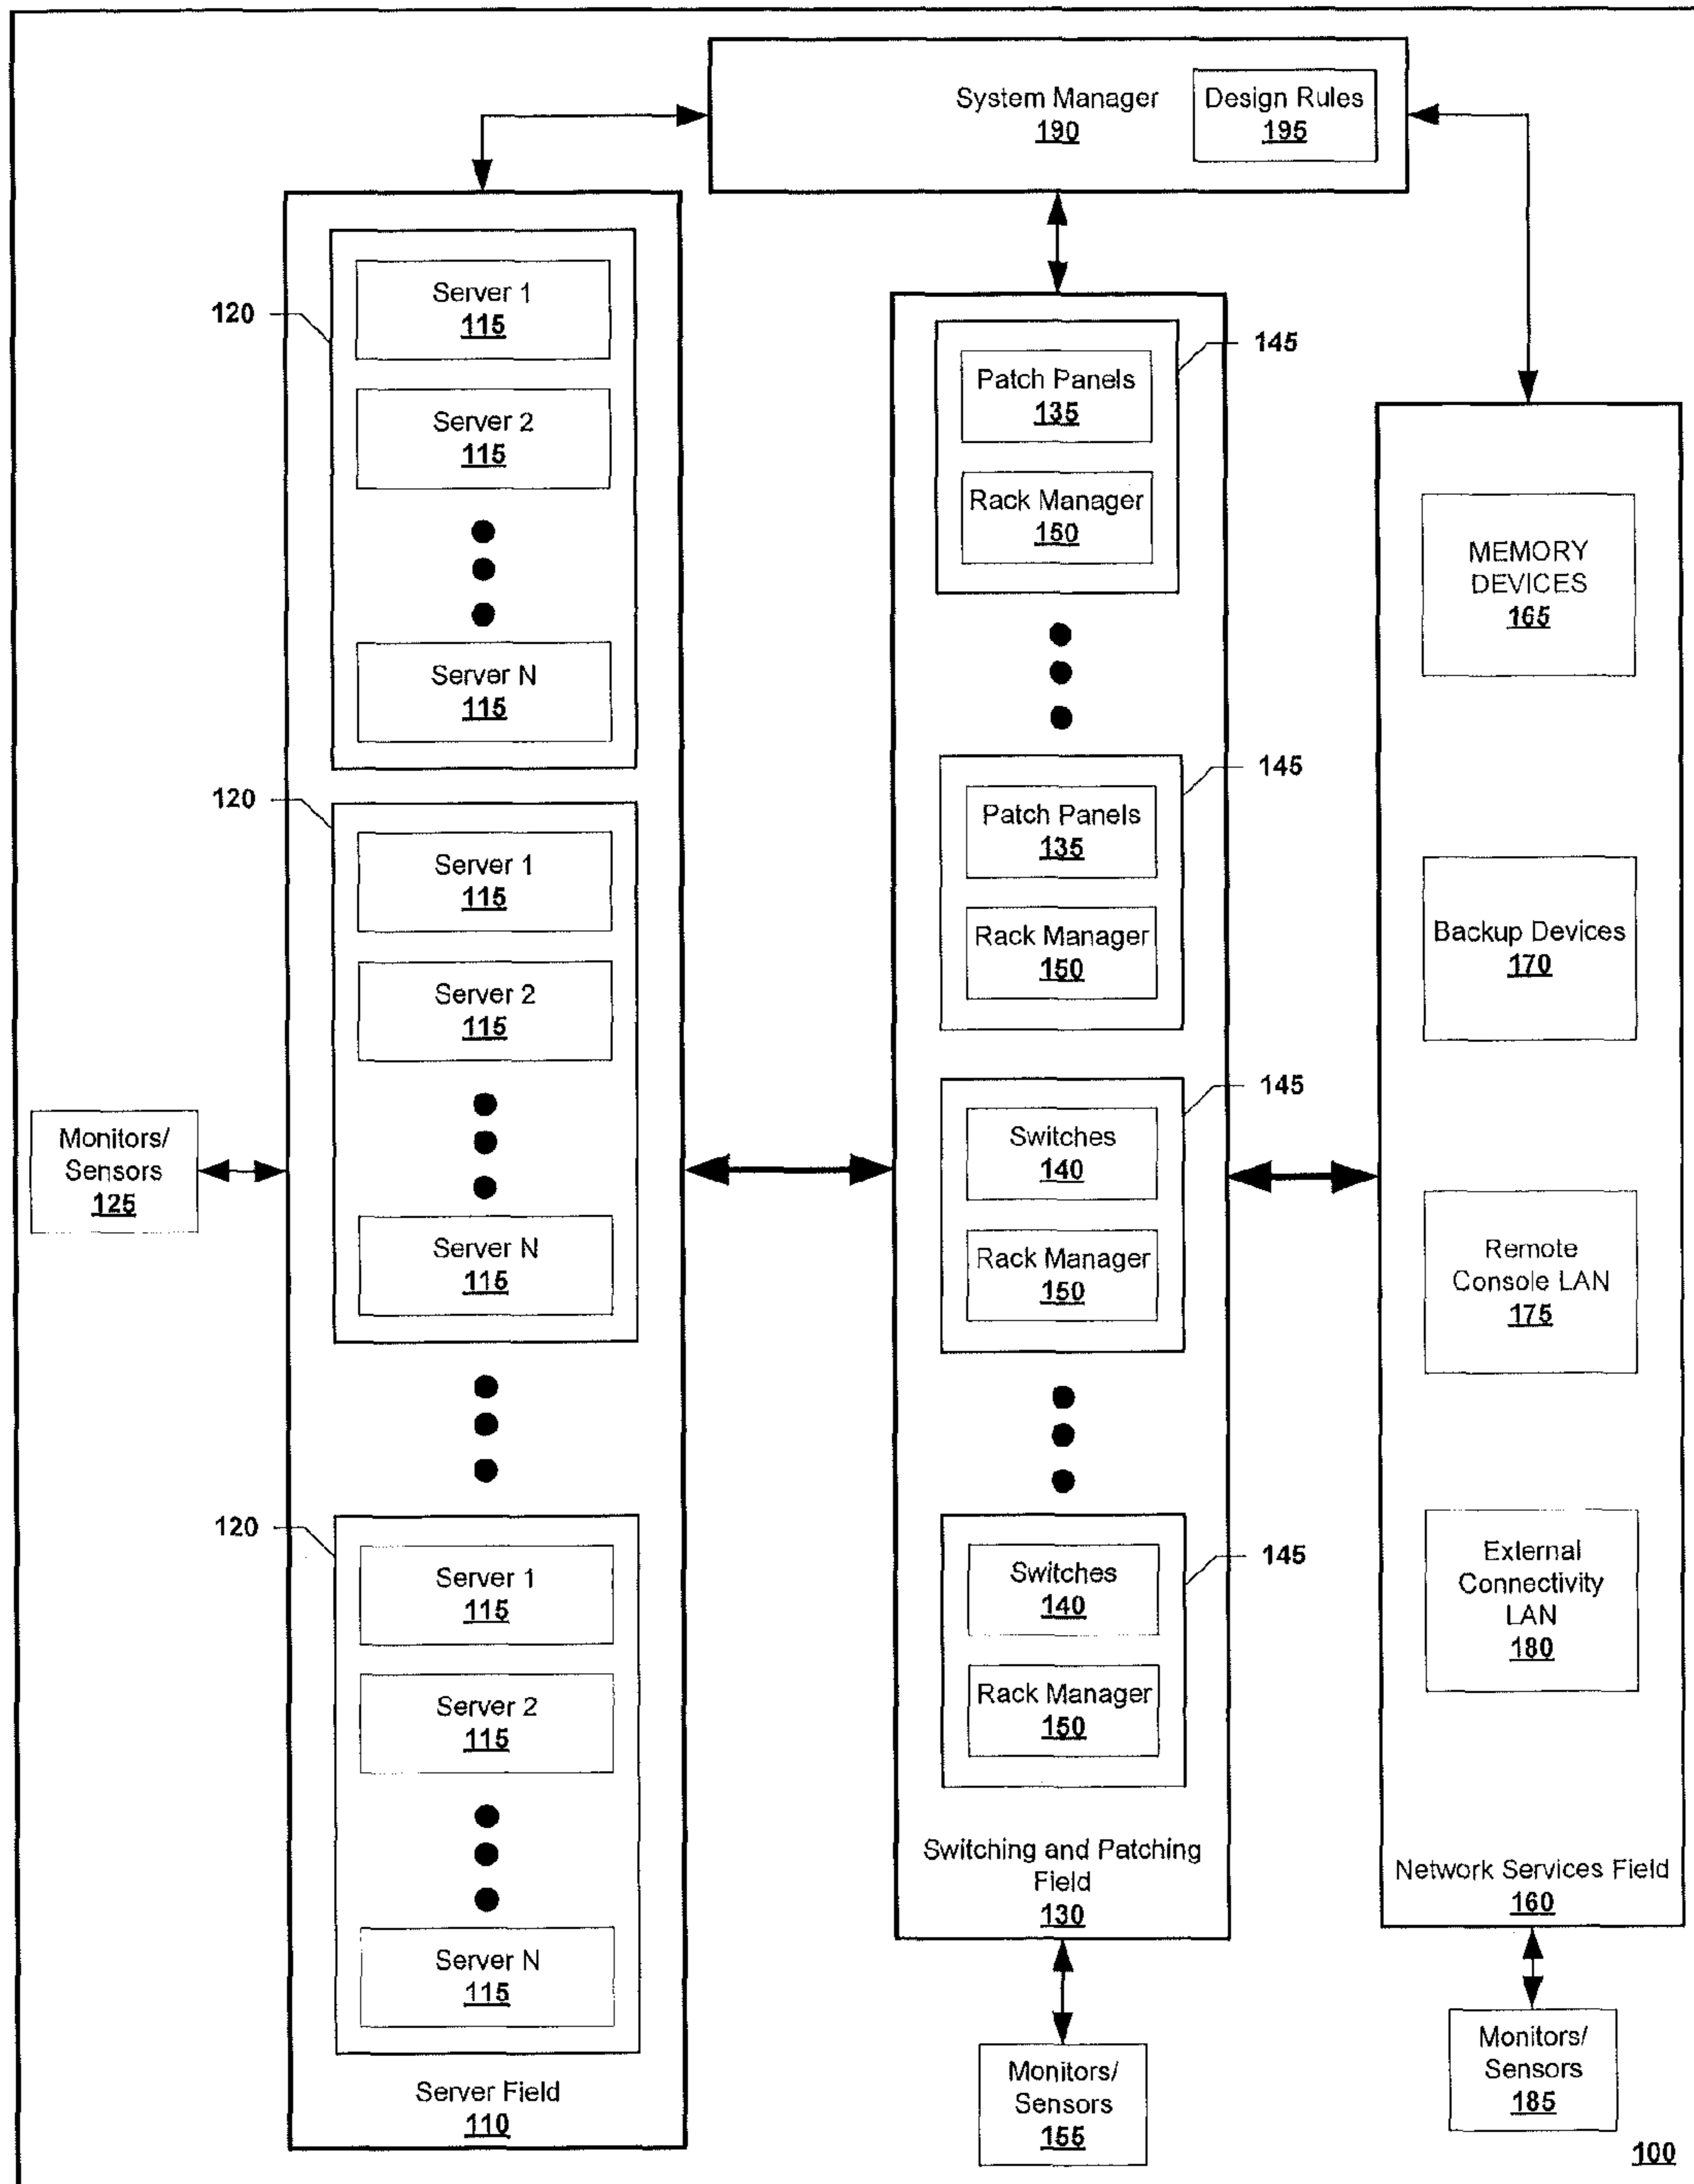 System Manager
190
Design Rules
195
120
Server 1
115
Server 2
115
Server N
115
120
Server 1
115
Server 2
115
Server N
115
120
Server 1
115
Server 2
115
Server N
115
Server Field
110
Monitors/
Sensors
125
145
Patch Panels
135
Rack Manager
150
145
Patch Panels
135
Rack Manager
150
145
Switches
140
Rack Manager
150
145
Switches
140
Rack Manager
150
Switching and Patching
Field
130
Monitors/
Sensors
155
MEMORY
DEVICES
165
Backup Devices
170
Remote
Console LAN
175
External
Connectivity
LAN
180
Network Services Field
160
Monitors/
Sensors
185
100